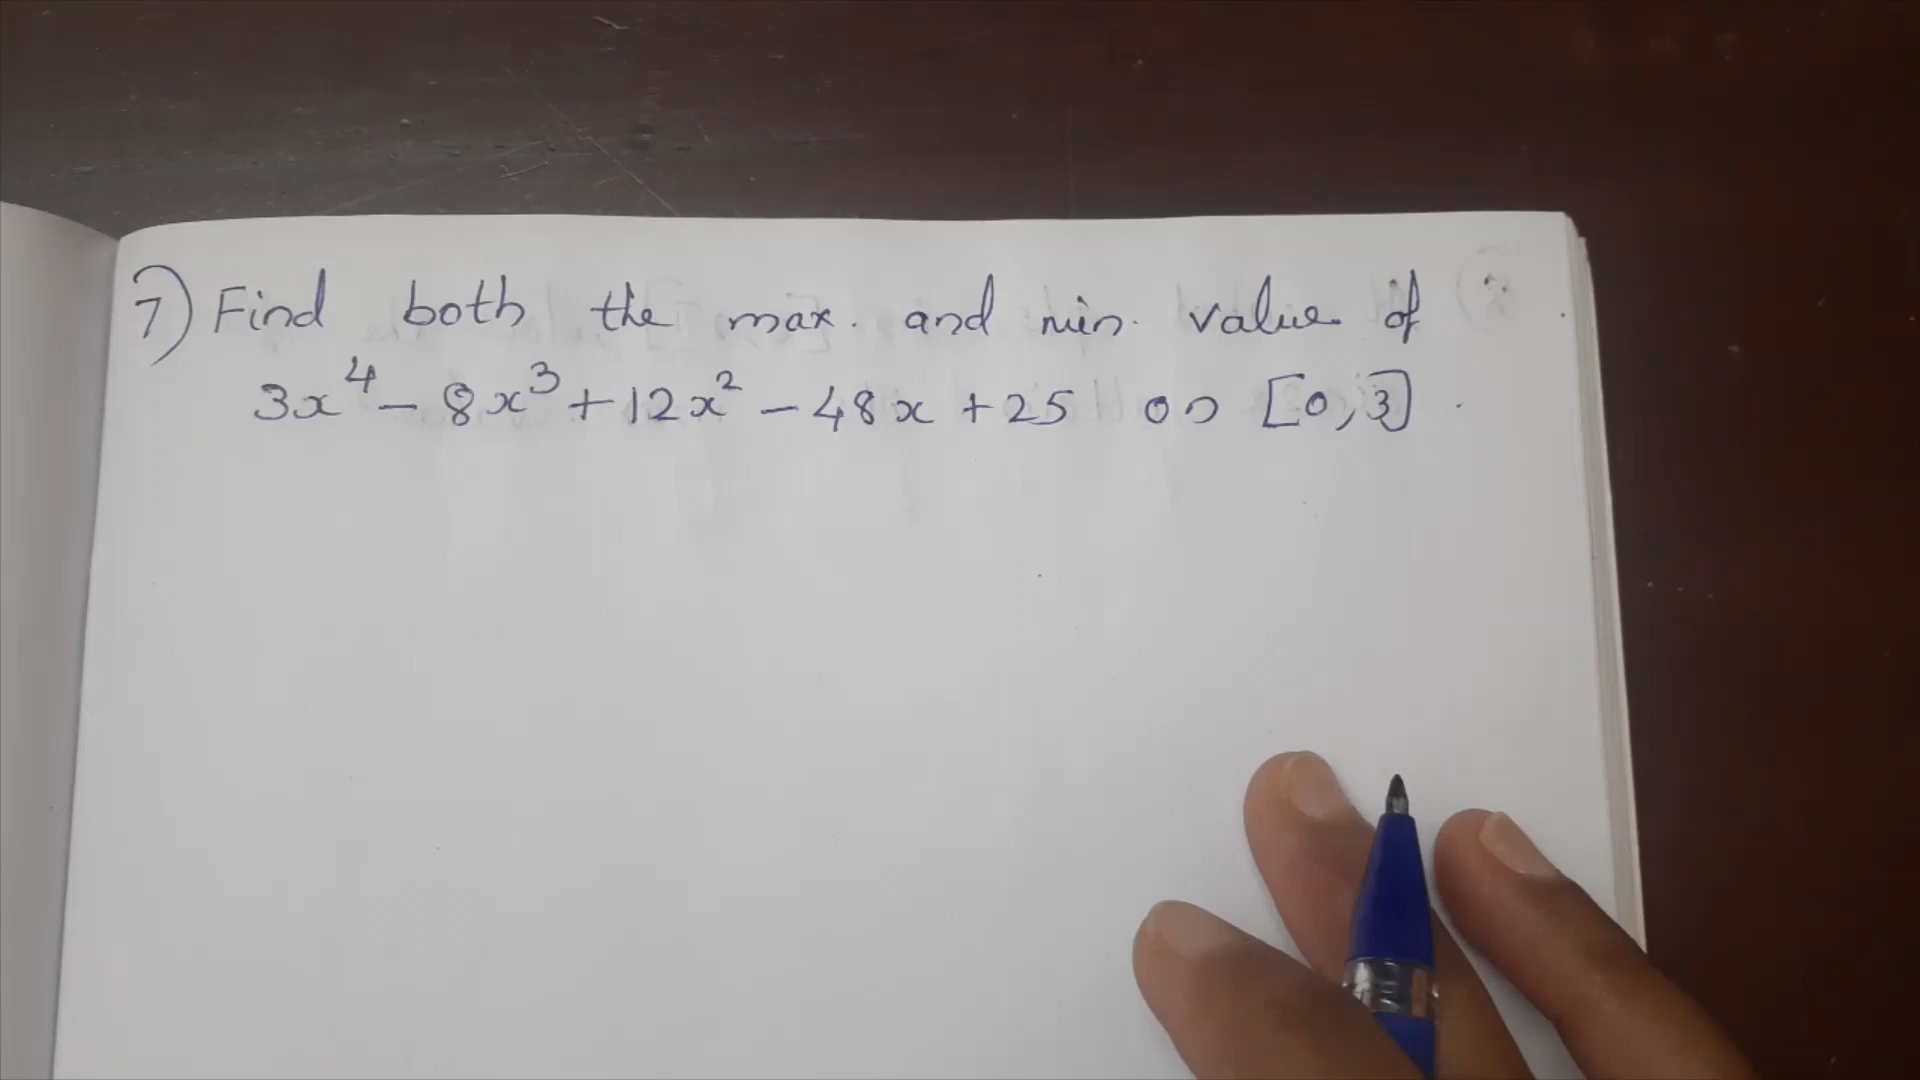 7) Find both the max. and min. value of
3x⁴ - 8x³ + 12x² - 48x + 25 on [0,3].